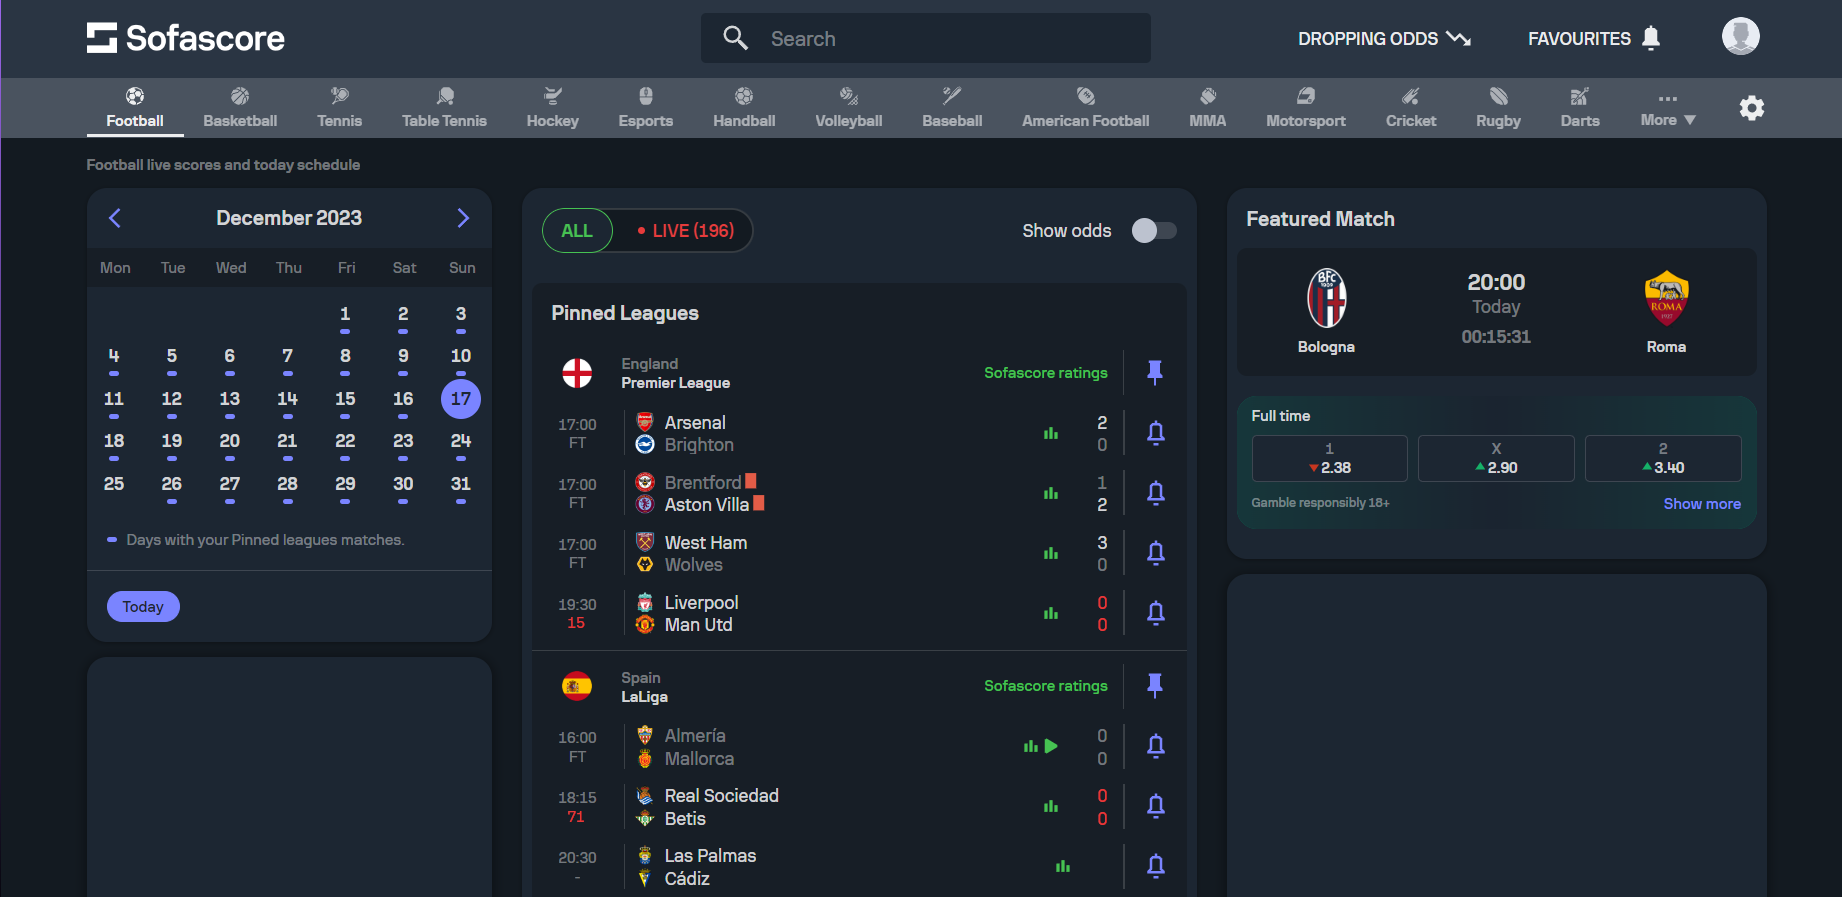 Sofascore
Search
DROPPING ODDS
FAVOURITES
Football
Basketball
Tennis
Table Tennis
Hockey
Esports
Handball
Volleyball
Baseball
American Football
MMA
Motorsport
Cricket
Rugby
Darts
More
Football live scores and today schedule
December 2023
Mon Tue Wed Thu Fri Sat Sun
1 2 3
4 5 6 7 8 9 10
11 12 13 14 15 16 17
18 19 20 21 22 23 24
25 26 27 28 29 30 31
Days with your Pinned leagues matches.
Today
ALL
LIVE (196)
Show odds
Pinned Leagues
England
Premier League
Sofascore ratings
17:00 Arsenal 2
FT Brighton 0
17:00 Brentford 1
FT Aston Villa 2
17:00 West Ham 3
FT Wolves 0
19:30 Liverpool 0
15 Man Utd 0
Spain
LaLiga
Sofascore ratings
16:00 Almería 0
FT Mallorca 0
18:15 Real Sociedad 0
71 Betis 0
20:30 Las Palmas
- Cádiz
Featured Match
BFC
1909
Bologna
20:00
Today
00:15:31
ROMA
1927
Roma
Full time
1 X 2
2.38 2.90 3.40
Gamble responsibly 18+
Show more